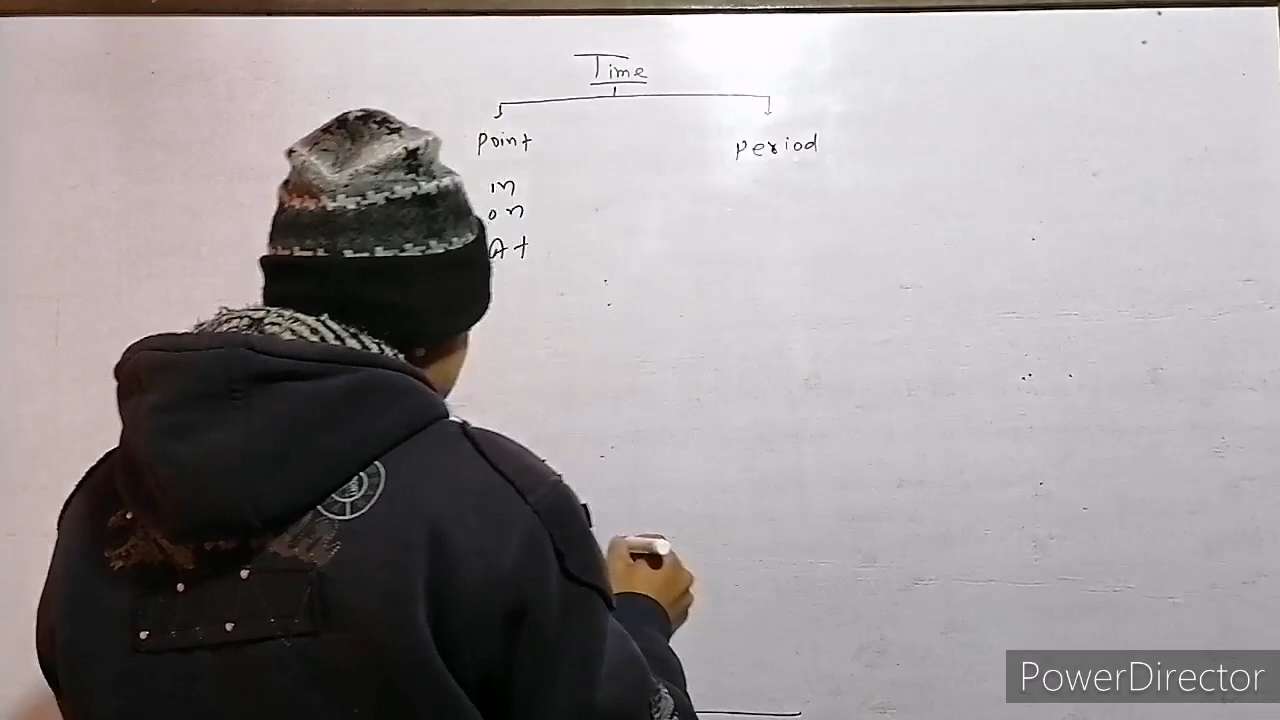 Time
Point period
in
on
At
PowerDirector